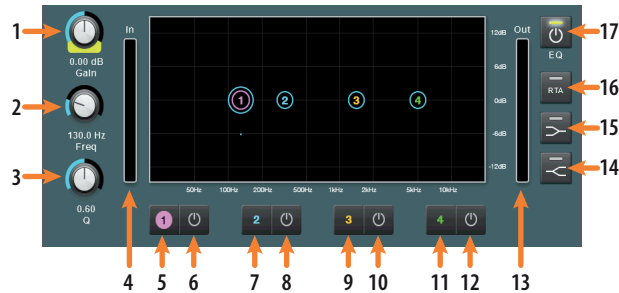 1
0.00 dB
Gain
2
130.0 Hz
Freq
3
0.60
Q
In
1 2 3 4
12dB
6dB
0dB
-6dB
-12dB
50Hz 100Hz 200Hz 500Hz 1kHz 2kHz 5kHz 10kHz
Out
EQ
17
RTA
16
15
14
1 2 3 4
4 5 6 7 8 9 10 11 12 13